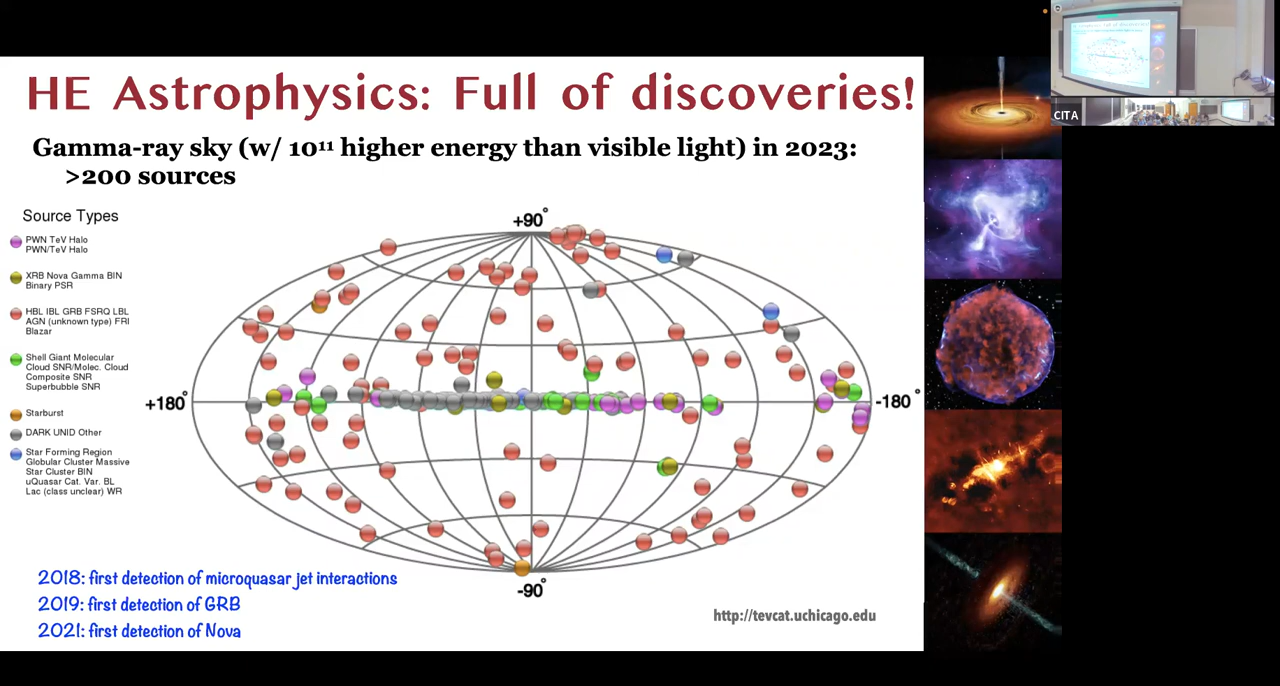 HE Astrophysics: Full of discoveries!
Gamma-ray sky (w/ 10¹¹ higher energy than visible light) in 2023:
>200 sources
Source Types
PWN TeV Halo
PWN/TeV Halo
XRB Nova Gamma BIN
Binary PSR
HBL IBL GRB FSRQ LBL
AGN (unknown type) FRI
Blazar
Shell Giant Molecular
Cloud SNR/Molec. Cloud
Composite SNR
Superbubble SNR
Starburst
DARK UNID Other
Star Forming Region
Globular Cluster Massive
Star Cluster BIN
uQuasar Cat. Var. BL
Lac (class unclear) WR
+90°
+180°
-180°
-90°
2018: first detection of microquasar jet interactions
2019: first detection of GRB
2021: first detection of Nova
http://tevcat.uchicago.edu
CITA